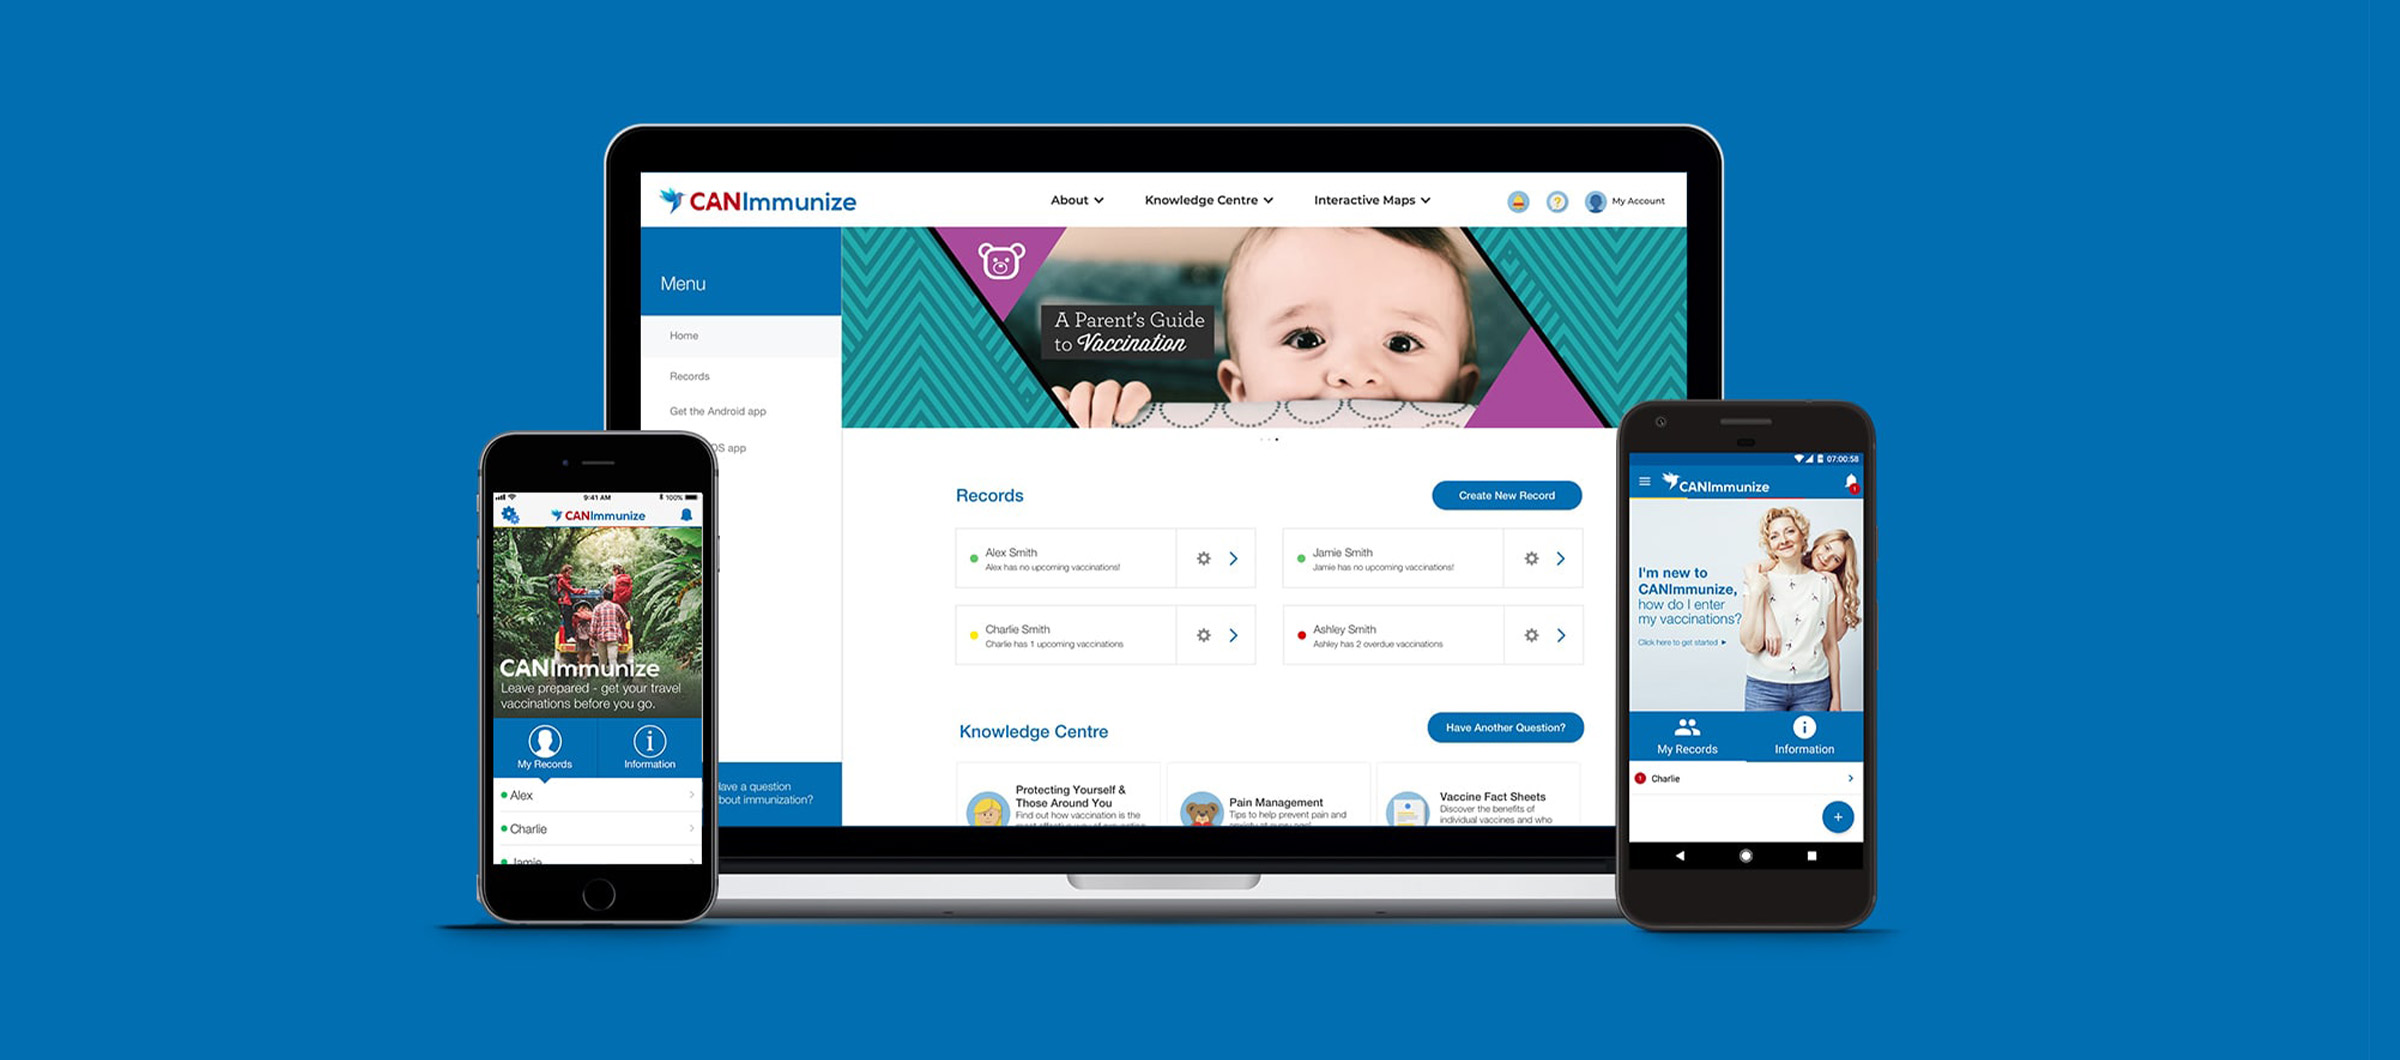 CANImmunize
About
Knowledge Centre
Interactive Maps
?
My Account
Menu
Home
Records
Get the Android app
OS app
ave a question
bout immunization?
A Parent's Guide
to Vaccination
Records
Create New Record
Alex Smith
Alex has no upcoming vaccinations!
Jamie Smith
Jamie has no upcoming vaccinations!
Charlie Smith
Charlie has 1 upcoming vaccinations
Ashley Smith
Ashley has 2 overdue vaccinations
Knowledge Centre
Have Another Question?
Protecting Yourself &
Those Around You
Find out how vaccination is the
Pain Management
Tips to help prevent pain and
Vaccine Fact Sheets
Discover the benefits of
individual vaccines and who
9:41 AM
100%
CANImmunize
CANImmunize
Leave prepared - get your travel
vaccinations before you go.
My Records
i
Information
Alex
Charlie
Jamie
07:00:58
CANImmunize
1
I'm new to
CANImmunize,
how do I enter
my vaccinations?
Click here to get started
My Records
i
Information
1
Charlie
+